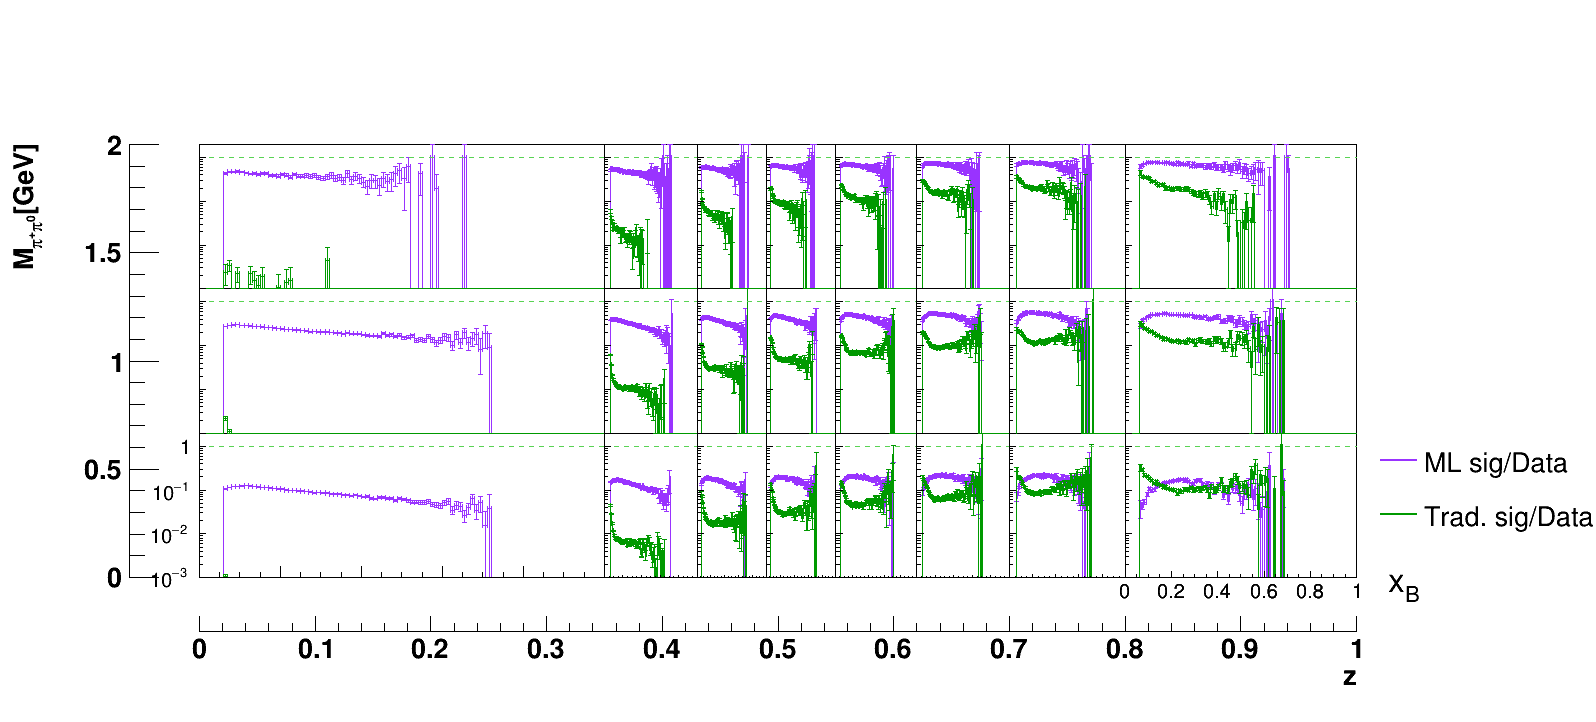 M π⁺π⁰ [GeV]
2
1.5
1
0.5
0
1
10⁻¹
10⁻²
10⁻³
ML sig/Data
Trad. sig/Data
0 0.2 0.4 0.6 0.8 1
x_B
0 0.1 0.2 0.3 0.4 0.5 0.6 0.7 0.8 0.9 1
z